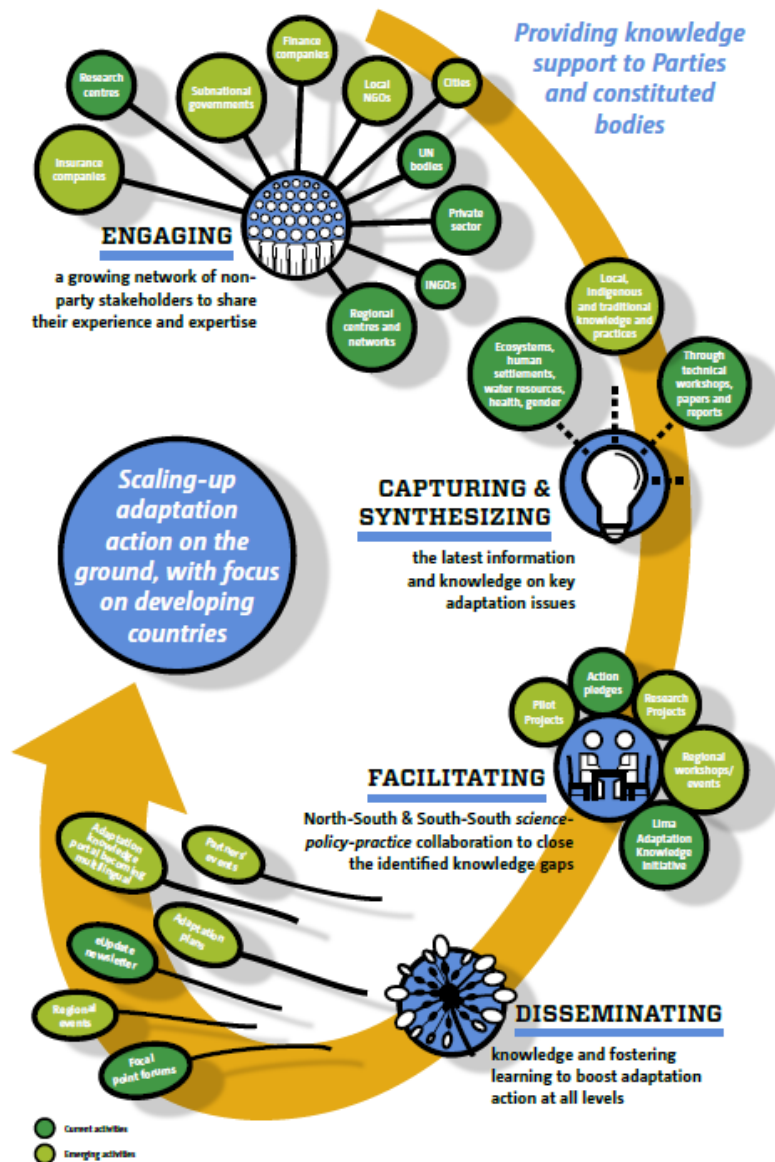 Providing knowledge
support to Parties
and constituted
bodies
Finance
companies
Research
centres
Subnational
governments
Local
NGOs
Cities
Insurance
companies
UN
bodies
Private
sector
INGOs
Regional
centres and
networks
ENGAGING
a growing network of non-
party stakeholders to share
their experience and expertise
Local,
indigenous
and traditional
knowledge and
practices
Ecosystems,
human
settlements,
water resources,
health, gender
Through
technical
workshops,
papers and
reports
CAPTURING &
SYNTHESIZING
the latest information
and knowledge on key
adaptation issues
Scaling-up
adaptation
action on the
ground, with focus
on developing
countries
Action
pledges
Pilot
Projects
Research
Projects
Regional
workshops/
events
Lima
Adaptation
Knowledge
Initiative
FACILITATING
North-South & South-South science-
policy-practice collaboration to close
the identified knowledge gaps
Adaptation
knowledge
portal becoming
multilingual
Partners'
events
Adaptation
plans
eUpdate
newsletter
Regional
events
Focal
point forums
DISSEMINATING
knowledge and fostering
learning to boost adaptation
action at all levels
Current activities
Emerging activities